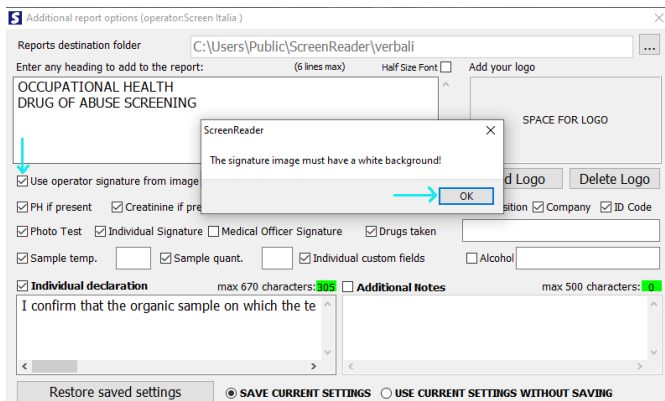 Additional report options (operator:Screen Italia )
Reports destination folder
C:\Users\Public\ScreenReader\verbali
...
Enter any heading to add to the report:
(6 lines max)
Half Size Font
Add your logo
OCCUPATIONAL HEALTH
DRUG OF ABUSE SCREENING
SPACE FOR LOGO
ScreenReader
The signature image must have a white background!
OK
Use operator signature from image
Logo
Delete Logo
PH if present
Creatinine if
Company
ID Code
Photo Test
Individual Signature
Medical Officer Signature
Drugs taken
Sample temp.
Sample quant.
Individual custom fields
Alcohol
Individual declaration
max 670 characters:
305
Additional Notes
max 500 characters:
0
I confirm that the organic sample on which the te
Restore saved settings
SAVE CURRENT SETTINGS
USE CURRENT SETTINGS WITHOUT SAVING